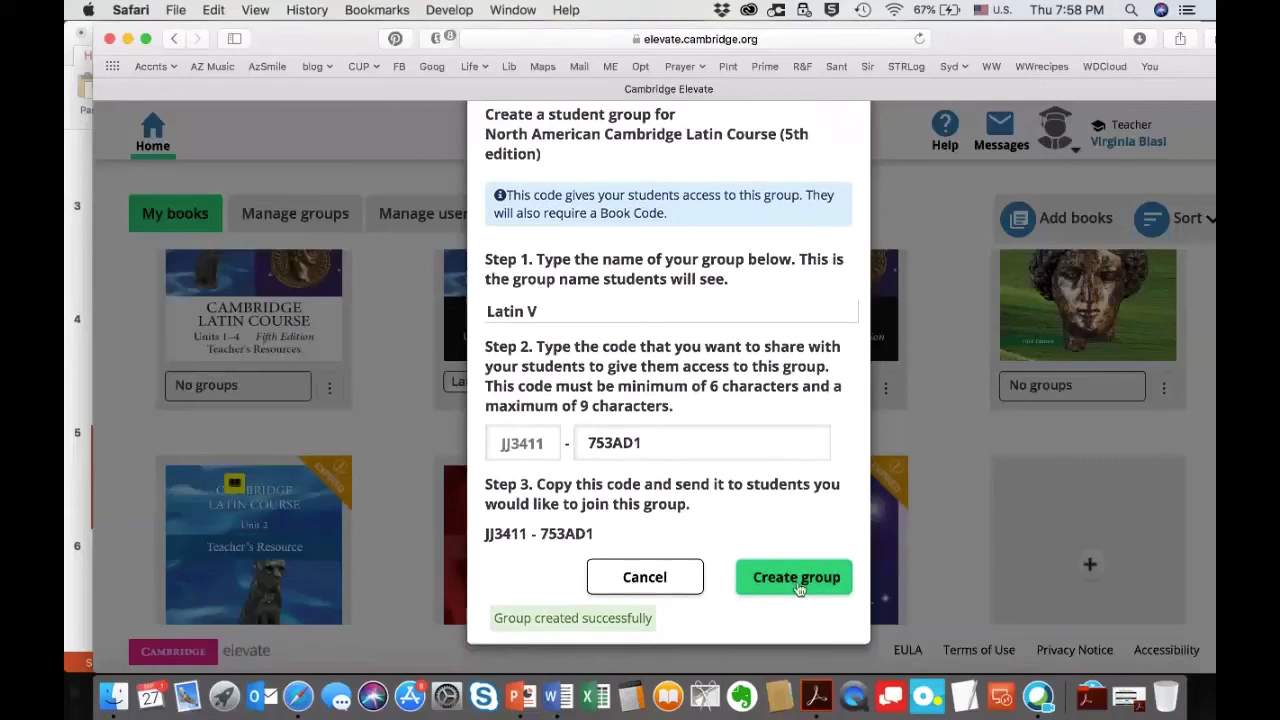 Safari File Edit View History Bookmarks Develop Window Help 67% U.S. Thu 7:58 PM
elevate.cambridge.org
Accnts AZ Music AzSmile blog CUP FB Goog Life Lib Maps Mail ME Opt Prayer PInt Prime R&F Sant Sir STRLog Syd WW WWrecipes WDCloud You
Cambridge Elevate
Home
Help
Messages
Teacher
Virginia Blasi
My books
Manage groups
Add books
Sort
Create a student group for
North American Cambridge Latin Course (5th
edition)
This code gives your students access to this group. They
will also require a Book Code.
Step 1. Type the name of your group below. This is
the group name students will see.
Latin V
Step 2. Type the code that you want to share with
your students to give them access to this group.
This code must be minimum of 6 characters and a
maximum of 9 characters.
JJ3411 - 753AD1
Step 3. Copy this code and send it to students you
would like to join this group.
JJ3411 - 753AD1
Cancel
Create group
Group created successfully
3
4
5
6
CAMBRIDGE
LATIN COURSE
Units 1–4 Fifth Edition
Teacher's Resources
No groups
No groups
CAMBRIDGE
LATIN COURSE
Unit 2
Teacher's Resource
EXPIRED
EXPIRED
CAMBRIDGE elevate
EULA Terms of Use Privacy Notice Accessibility